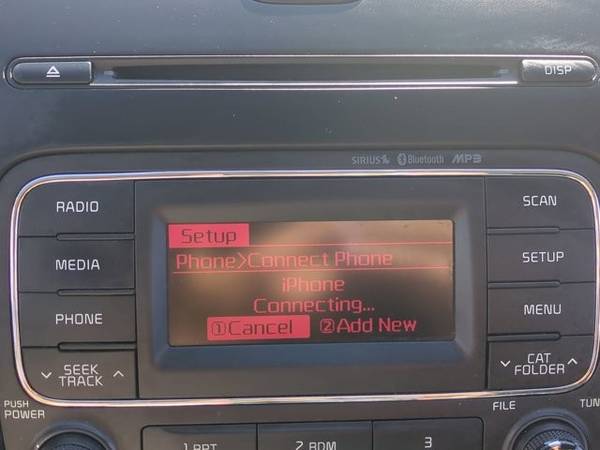 DISP
SIRIUS Bluetooth MP3
RADIO
SCAN
Setup
MEDIA
Phone>Connect Phone
SETUP
iPhone
PHONE
Connecting...
MENU
①Cancel ②Add New
SEEK
TRACK
CAT
FOLDER
PUSH
POWER
FILE
1 RPT
2 RDM
3